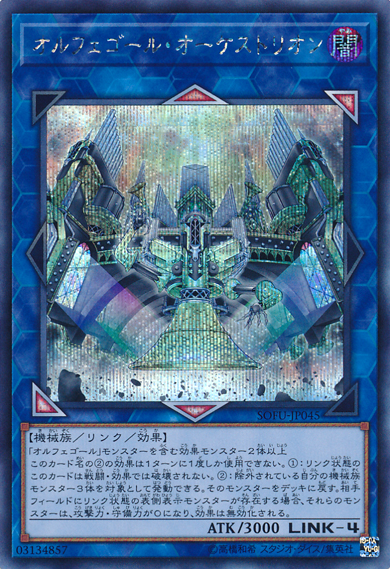 オルフェゴール・オーケストリオン
闇
SOFU-JP045
【機械族／リンク／効果】
「オルフェゴール」モンスターを含む効果モンスター2体以上
このカード名の②の効果は1ターンに1度しか使用できない。①：リンク状態の
このカードは戦闘・効果では破壊されない。②：除外されている自分の機械族
モンスター3体を対象として発動できる。そのモンスターをデッキに戻す。相手
フィールドにリンク状態の表側表示モンスターが存在する場合、それらのモン
スターは、攻撃力・守備力が0になり、効果は無効化される。
ATK/3000 LINK-4
03134857
©高橋和希 スタジオ・ダイス/集英社